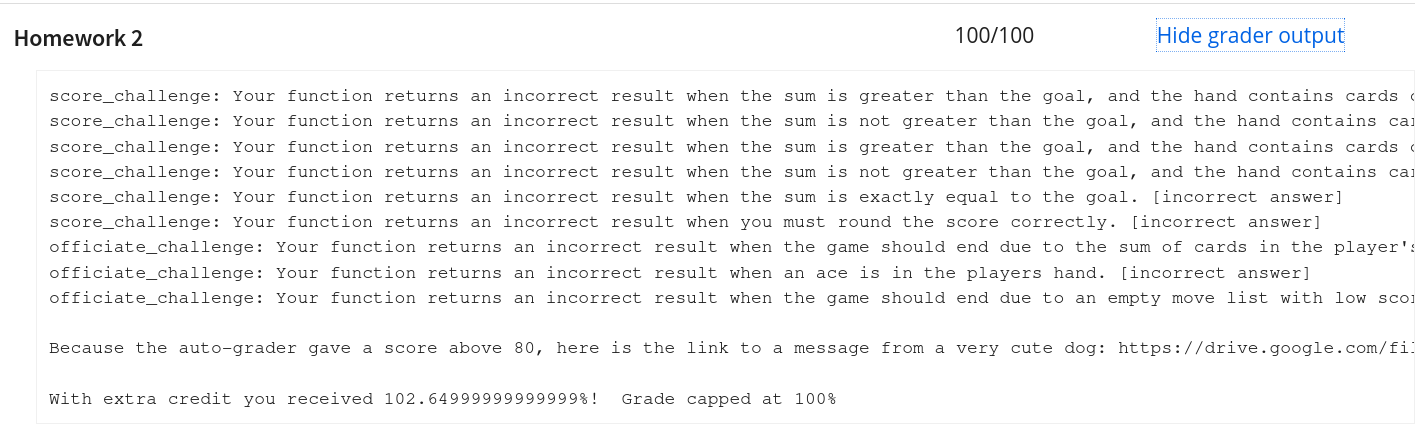 Homework 2
100/100
Hide grader output
score_challenge: Your function returns an incorrect result when the sum is greater than the goal, and the hand contains cards
score_challenge: Your function returns an incorrect result when the sum is not greater than the goal, and the hand contains
score_challenge: Your function returns an incorrect result when the sum is greater than the goal, and the hand contains cards
score_challenge: Your function returns an incorrect result when the sum is not greater than the goal, and the hand contains
score_challenge: Your function returns an incorrect result when the sum is exactly equal to the goal. [incorrect answer]
score_challenge: Your function returns an incorrect result when you must round the score correctly. [incorrect answer]
officiate_challenge: Your function returns an incorrect result when the game should end due to the sum of cards in the player's
officiate_challenge: Your function returns an incorrect result when an ace is in the players hand. [incorrect answer]
officiate_challenge: Your function returns an incorrect result when the game should end due to an empty move list with low
Because the auto-grader gave a score above 80, here is the link to a message from a very cute dog: https://drive.google.com/
With extra credit you received 102.64999999999999%!  Grade capped at 100%